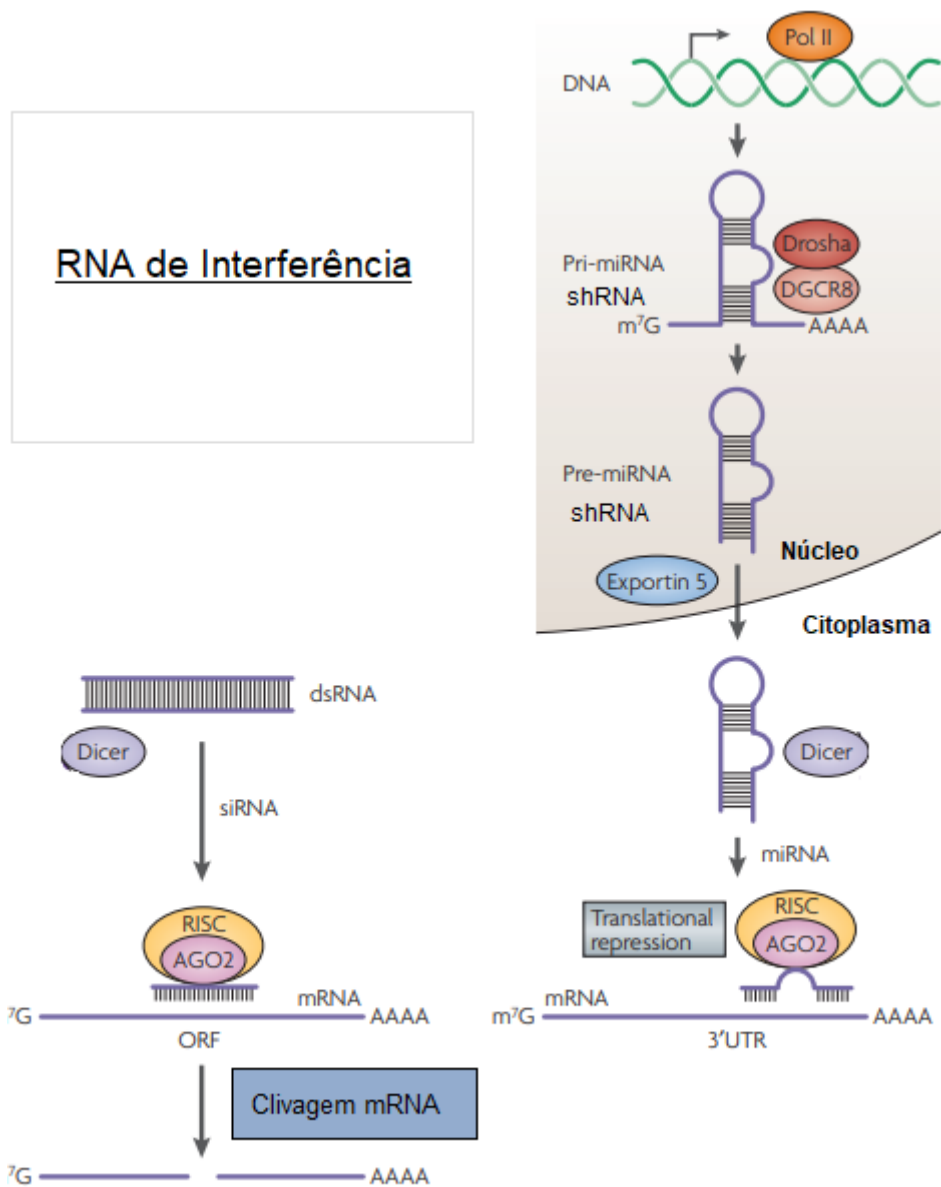 RNA de Interferência
Pol II
DNA
Drosha
Pri-miRNA
DGCR8
shRNA
m⁷G
AAAA
Pre-miRNA
shRNA
Núcleo
Exportin 5
Citoplasma
dsRNA
Dicer
siRNA
RISC
AGO2
mRNA
⁷G
AAAA
ORF
Clivagem mRNA
⁷G
AAAA
Dicer
miRNA
Translational
repression
RISC
AGO2
mRNA
m⁷G
AAAA
3′UTR